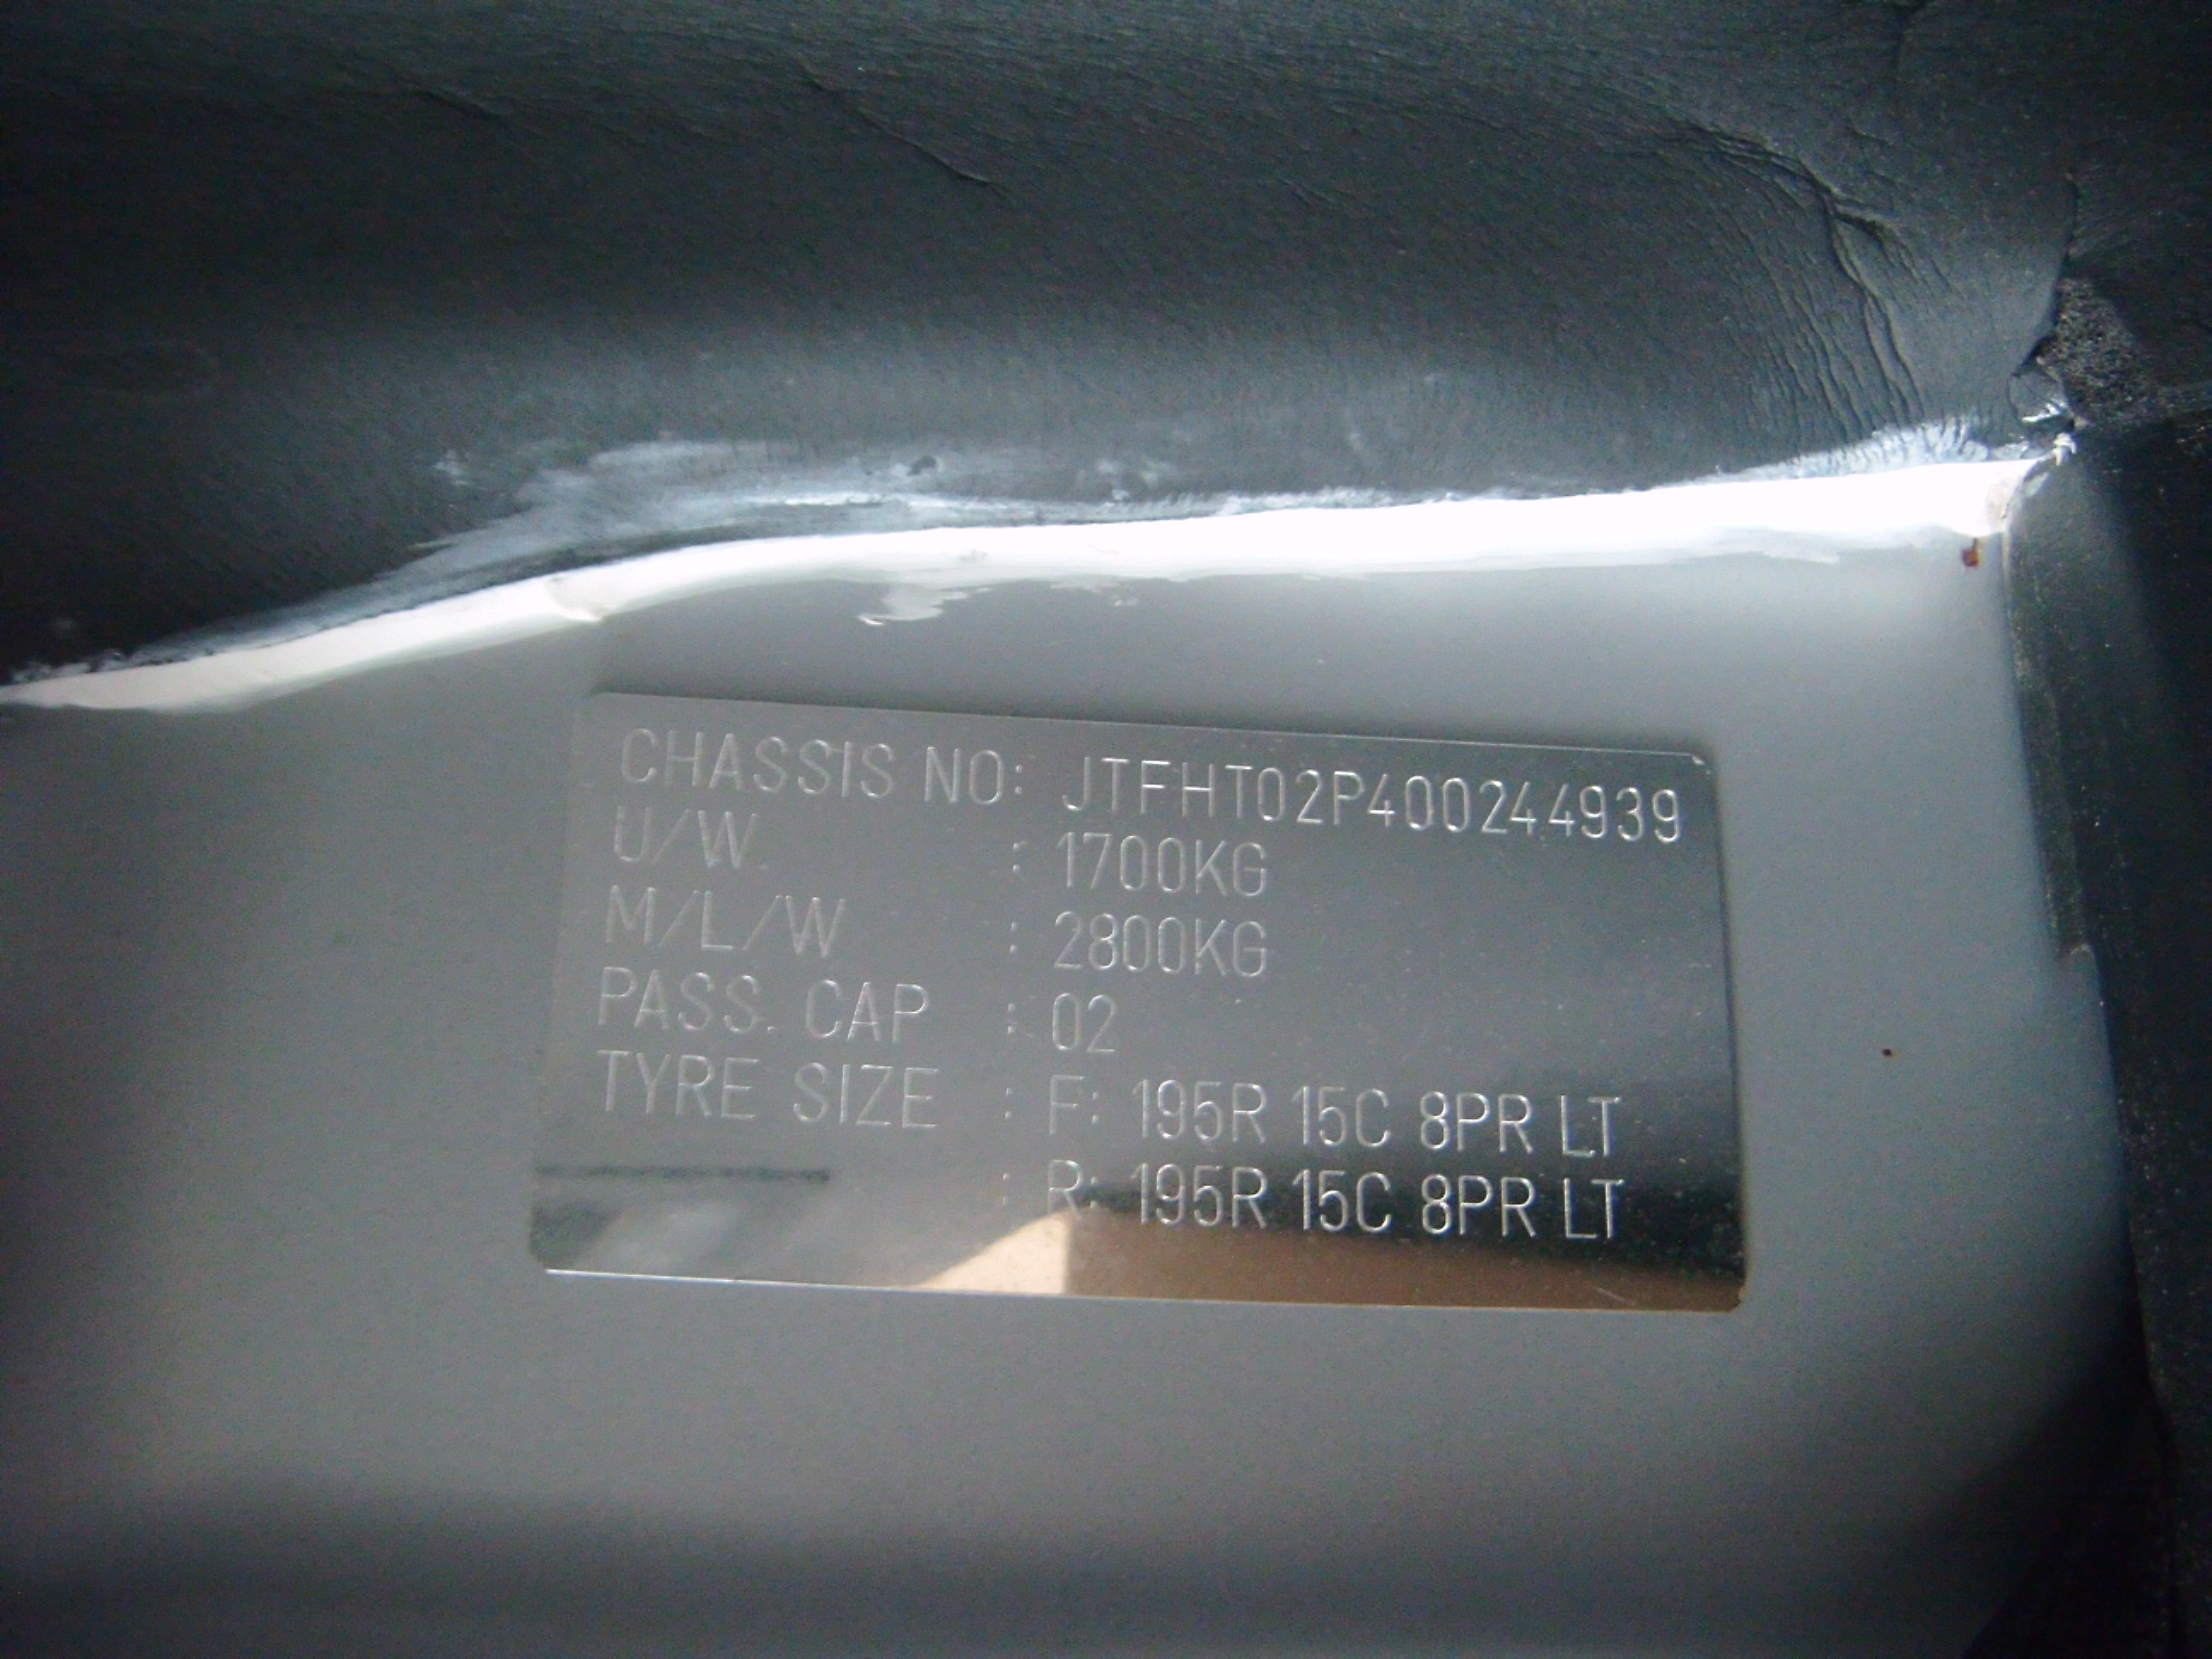 CHASSIS NO: JTFHT02P400244939
U/W : 1700KG
M/L/W : 2800KG
PASS. CAP : 02
TYRE SIZE : F: 195R 15C 8PR LT
: R: 195R 15C 8PR LT